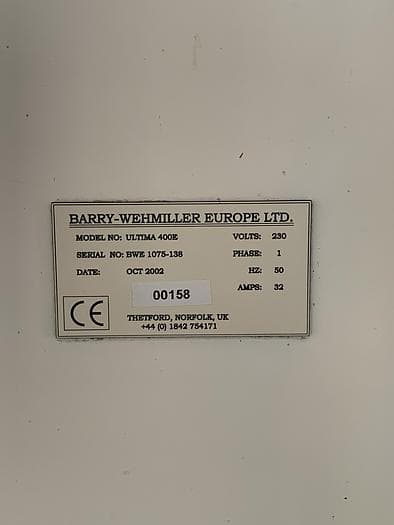 BARRY-WEHMILLER EUROPE LTD.
MODEL NO: ULTIMA 400E VOLTS: 230
SERIAL NO: BWE 1075-138 PHASE: 1
DATE: OCT 2002 HZ: 50
AMPS: 32
00158
CE
THETFORD, NORFOLK, UK
+44 (0) 1842 754171